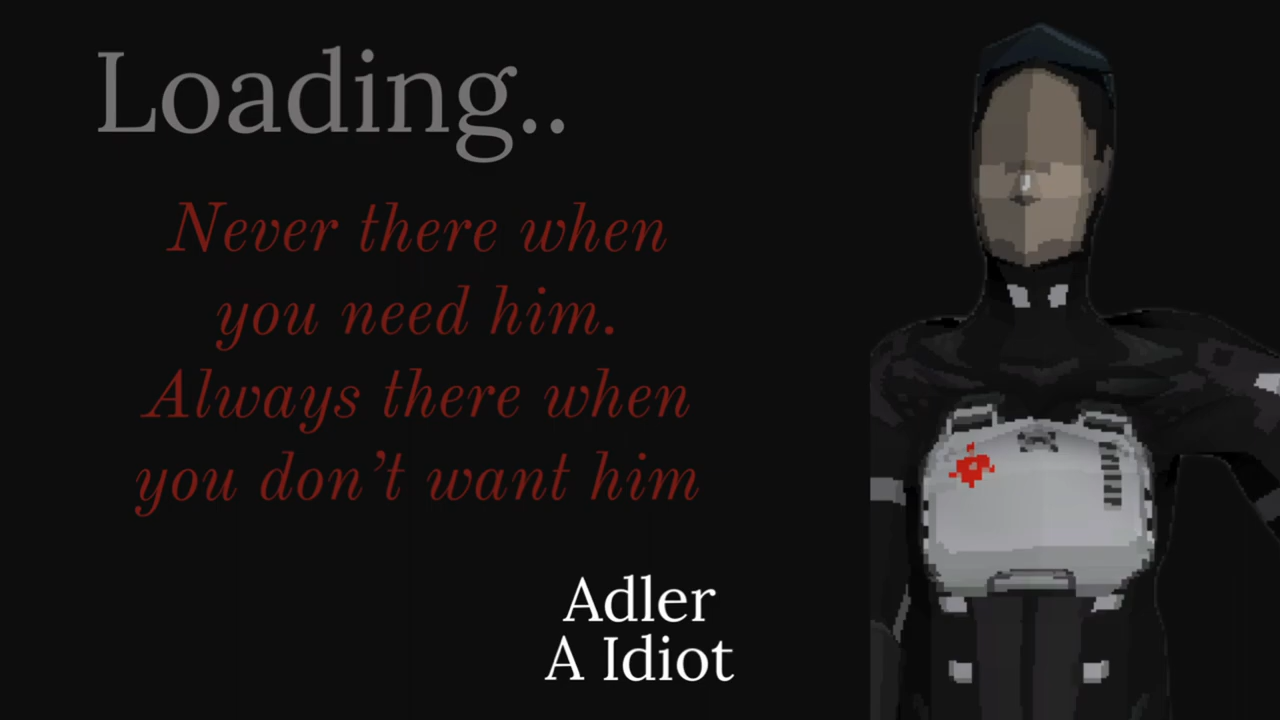 Loading..
Never there when
you need him.
Always there when
you don’t want him
Adler
A Idiot